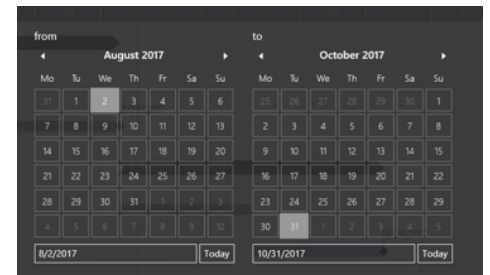 from
to
August 2017
October 2017
Mo Tu We Th Fr Sa Su
Mo Tu We Th Fr Sa Su
31 1 2 3 4 5 6
25 26 27 28 29 30 1
7 8 9 10 11 12 13
2 3 4 5 6 7 8
14 15 16 17 18 19 20
9 10 11 12 13 14 15
21 22 23 24 25 26 27
16 17 18 19 20 21 22
28 29 30 31 1 2 3
23 24 25 26 27 28 29
4 5 6 7 8 9 10
30 31 1 2 3 4 5
8/2/2017 Today
10/31/2017 Today